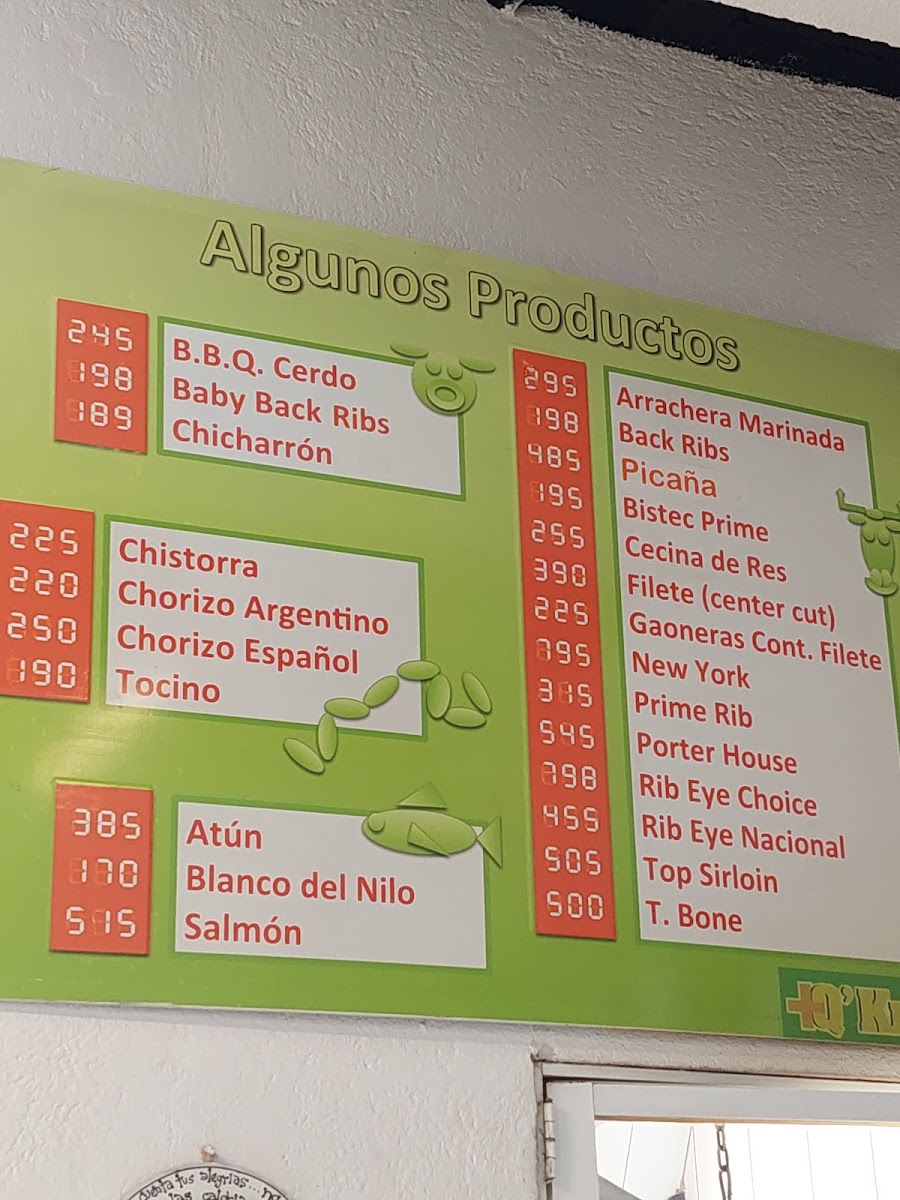 Algunos Productos
245 B.B.Q. Cerdo
198 Baby Back Ribs
189 Chicharrón
225 Chistorra
220 Chorizo Argentino
250 Chorizo Español
190 Tocino
385 Atún
170 Blanco del Nilo
515 Salmón
295 Arrachera Marinada
198 Back Ribs
485 Picaña
195 Bistec Prime
255 Cecina de Res
390 Filete (center cut)
225 Gaoneras Cont. Filete
795 New York
315 Prime Rib
545 Porter House
798 Rib Eye Choice
455 Rib Eye Nacional
505 Top Sirloin
500 T. Bone
+Q'K
tus alegrias...